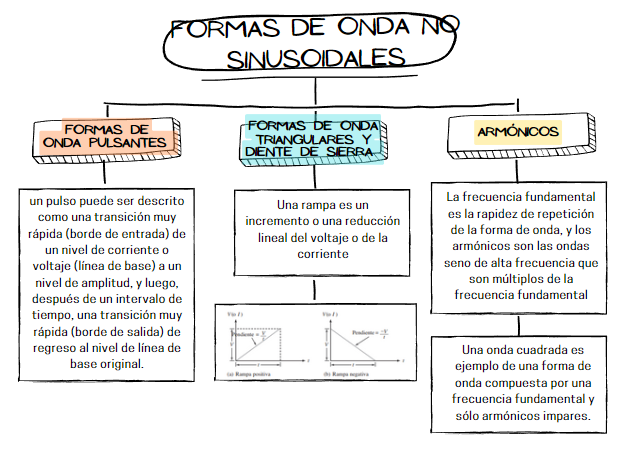 FORMAS DE ONDA NO
SINUSOIDALES
FORMAS DE
ONDA PULSANTES
FORMAS DE ONDA
TRIANGULARES Y
DIENTE DE SIERRA.
ARMÓNICOS
un pulso puede ser descrito
como una transición muy
rápida (borde de entrada) de
un nivel de corriente o
voltaje (línea de base) a un
nivel de amplitud, y luego,
después de un intervalo de
tiempo, una transición muy
rápida (borde de salida) de
regreso al nivel de línea de
base original.
Una rampa es un
incremento o una reducción
lineal del voltaje o de la
corriente
V(o I)
Pendiente = V/t
t
t
(a) Rampa positiva
V(o I)
Pendiente = −V/t
t
t
(b) Rampa negativa
La frecuencia fundamental
es la rapidez de repetición
de la forma de onda, y los
armónicos son las ondas
seno de alta frecuencia que
son múltiplos de la
frecuencia fundamental
Una onda cuadrada es
ejemplo de una forma de
onda compuesta por una
frecuencia fundamental y
sólo armónicos impares.